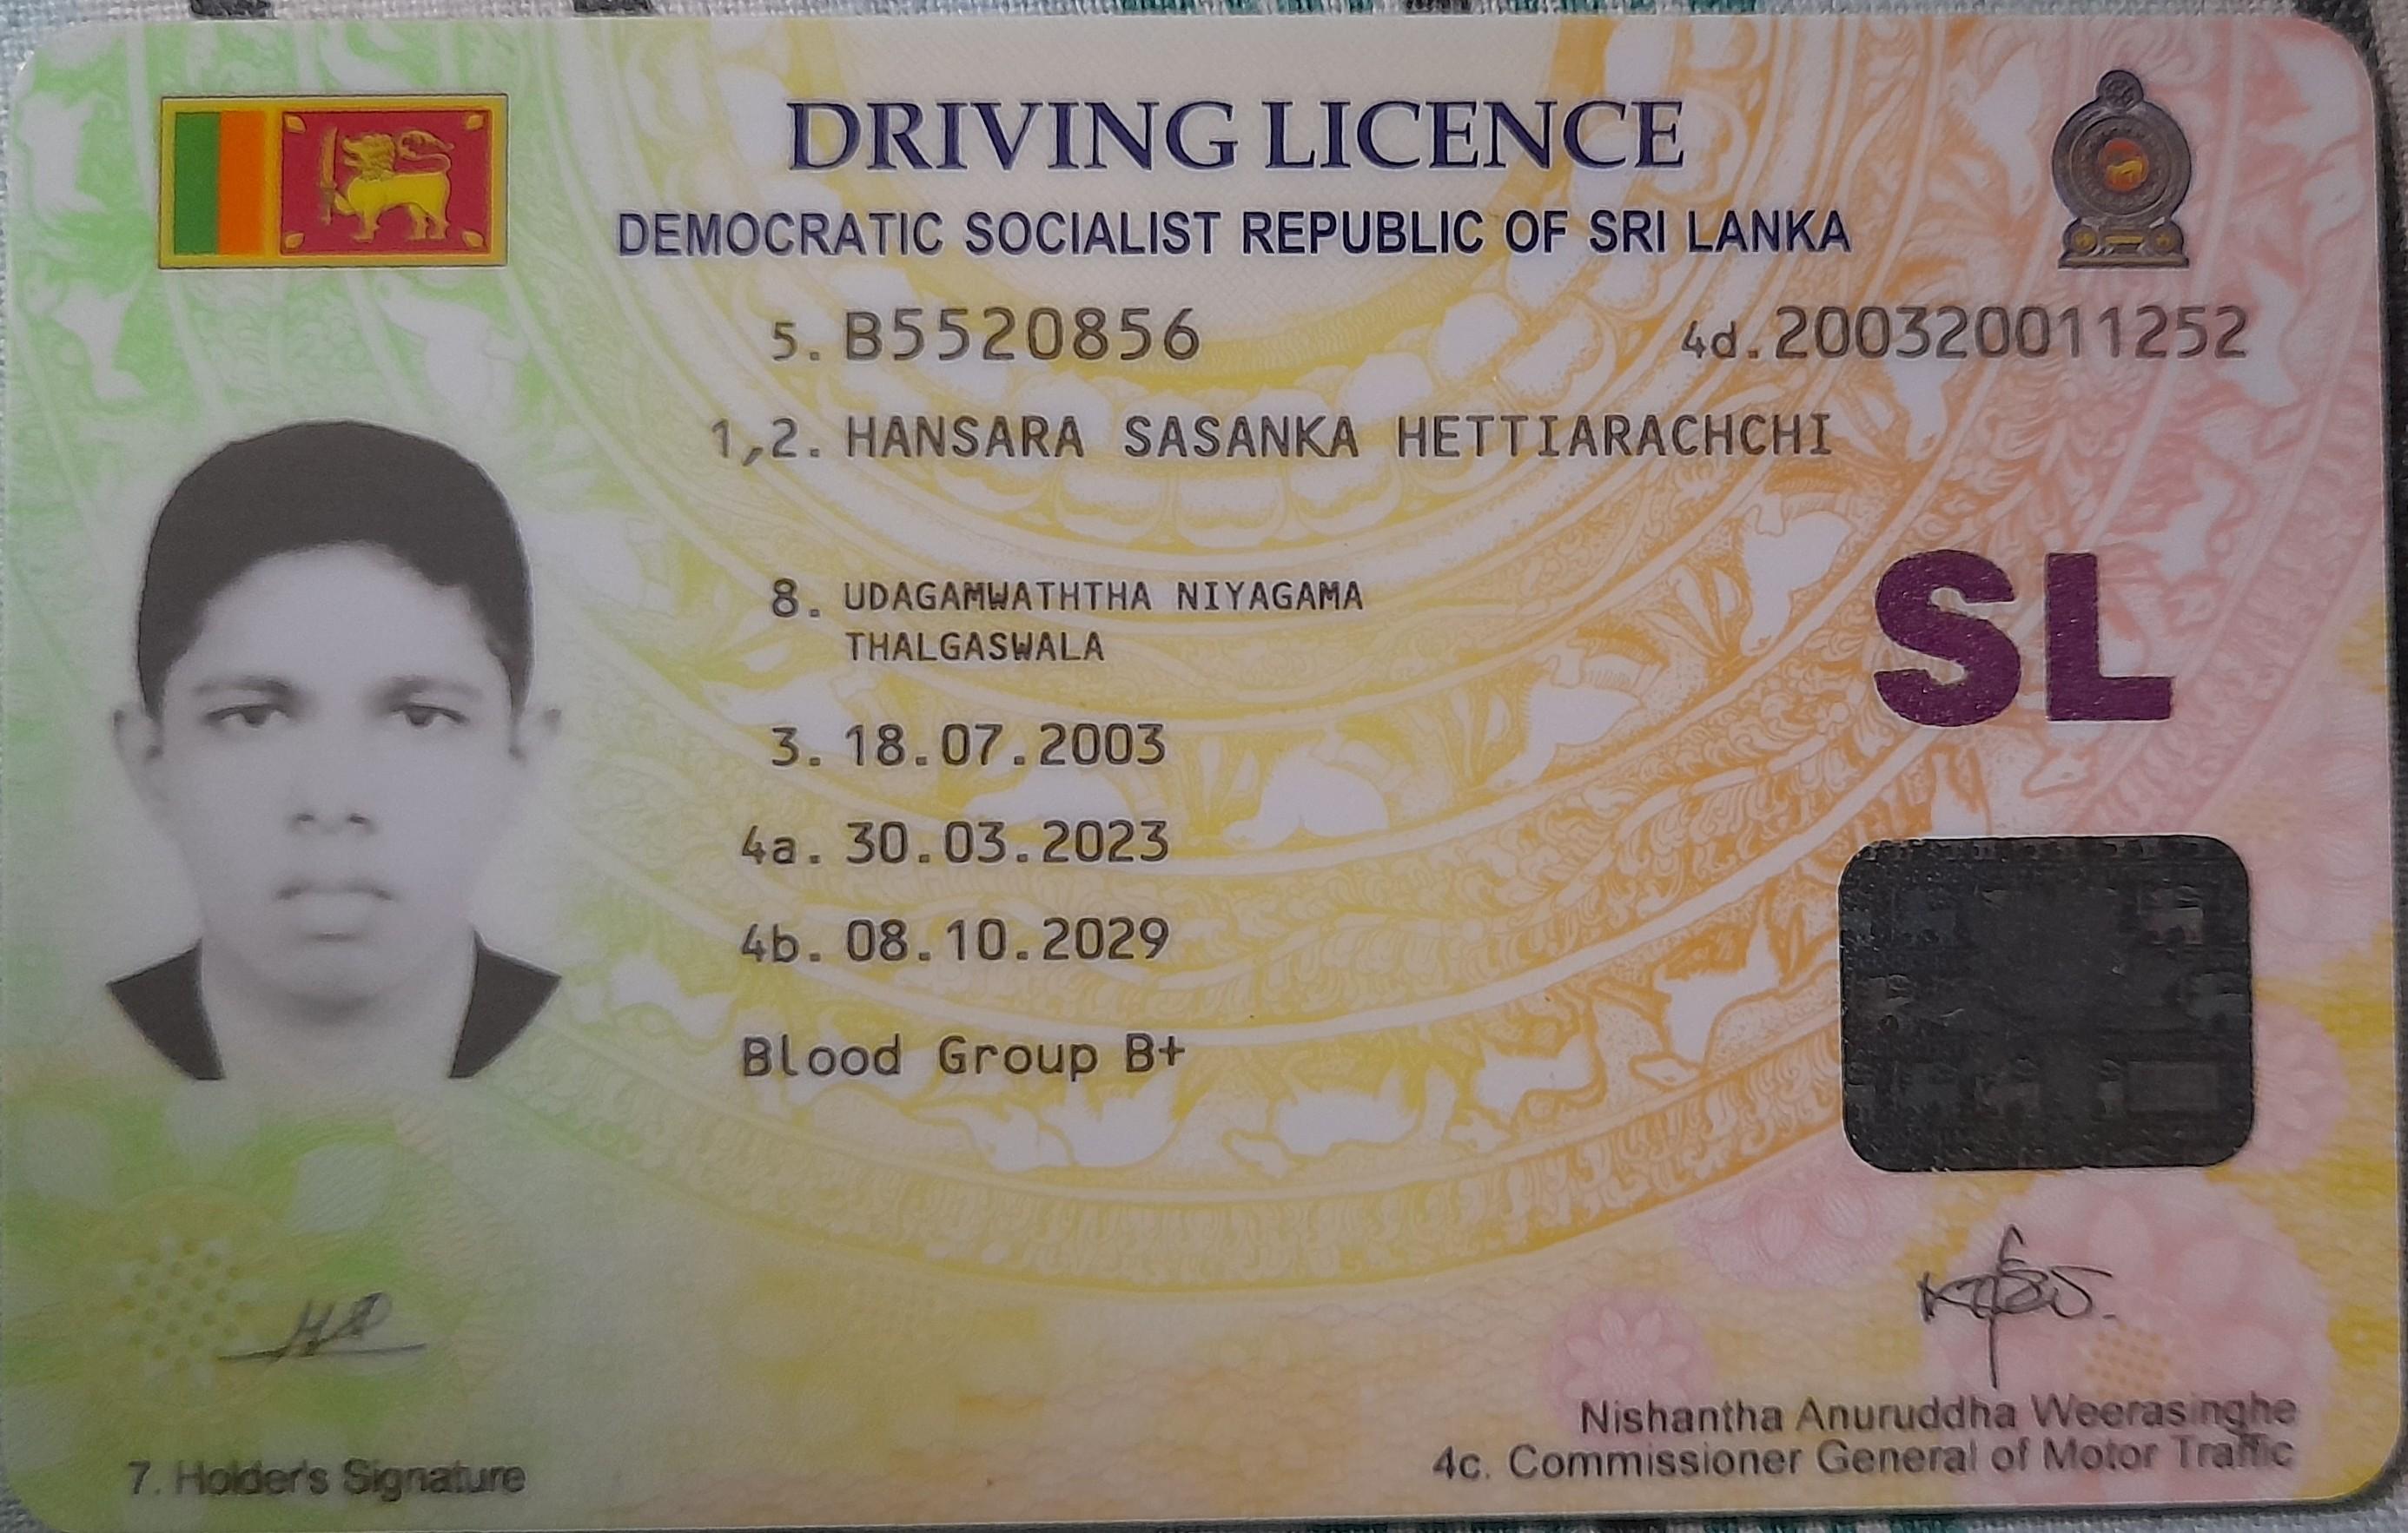 DRIVING LICENCE
DEMOCRATIC SOCIALIST REPUBLIC OF SRI LANKA
5. B5520856 4d.200320011252
1,2. HANSARA SASANKA HETTIARACHCHI
8. UDAGAMWATHTHA NIYAGAMA
THALGASWALA
SL
3. 18.07.2003
4a. 30.03.2023
4b. 08.10.2029
Blood Group B+
Nishantha Anuruddha Weerasinghe
7. Holder's Signature
4c. Commissioner General of Motor Traffic